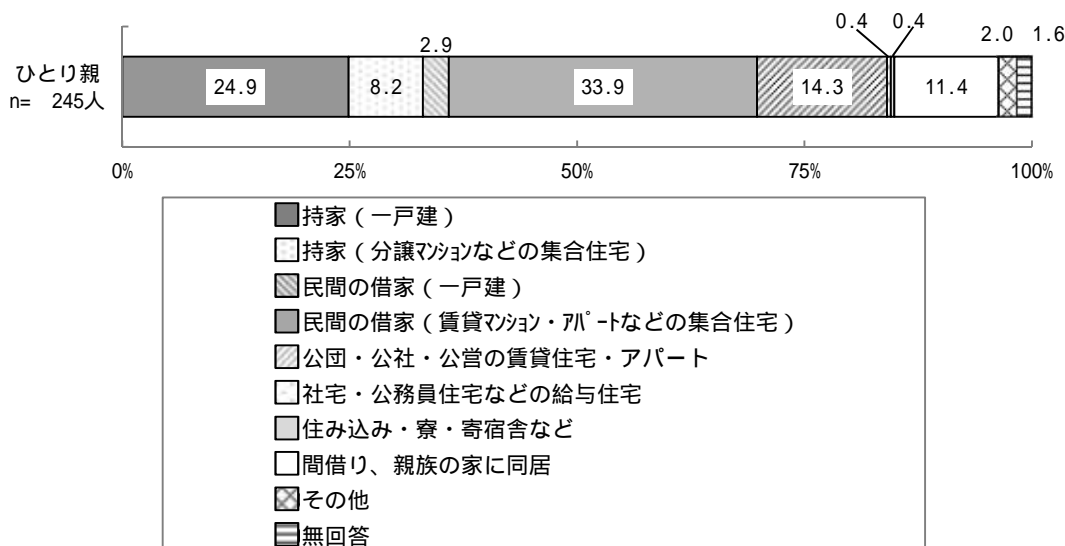 0.4 0.4
2.9 2.0 1.6
ひとり親
n= 245人
24.9 8.2 33.9 14.3 11.4
0% 25% 50% 75% 100%
持家（一戸建）
持家（分譲ﾏﾝｼｮﾝなどの集合住宅）
民間の借家（一戸建）
民間の借家（賃貸ﾏﾝｼｮﾝ・ｱﾊﾟｰﾄなどの集合住宅）
公団・公社・公営の賃貸住宅・アパート
社宅・公務員住宅などの給与住宅
住み込み・寮・寄宿舎など
間借り、親族の家に同居
その他
無回答